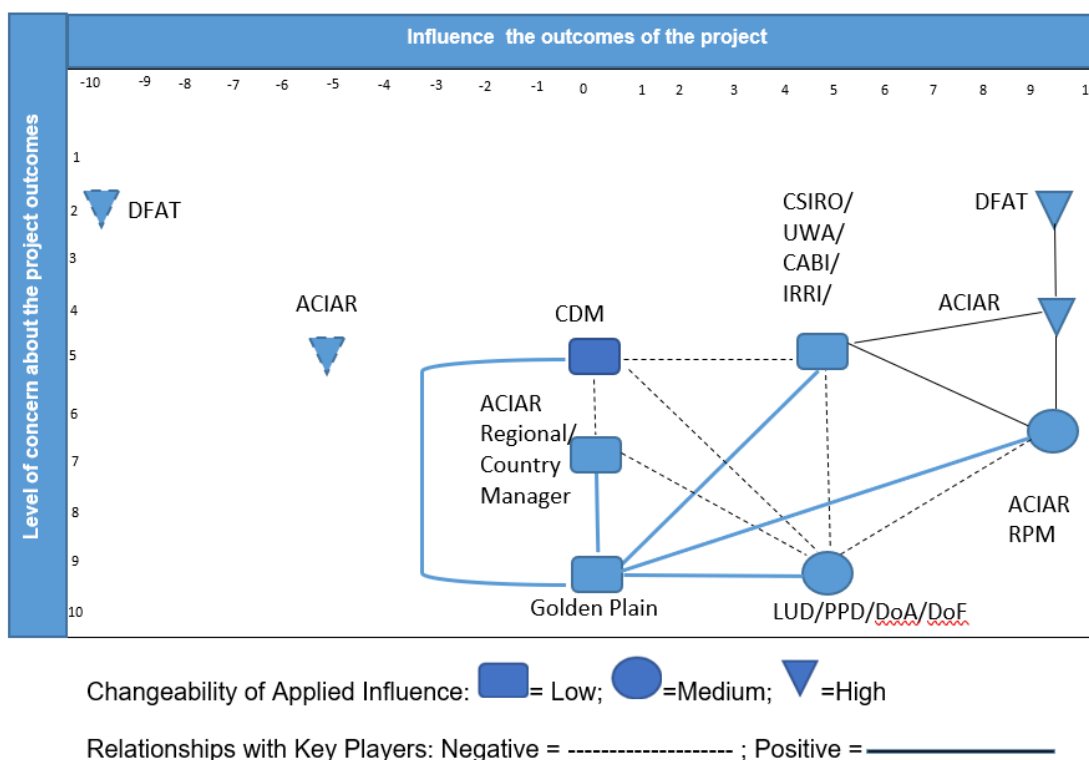 Influence the outcomes of the project
-10 -9 -8 -7 -6 -5 -4 -3 -2 -1 0 1 2 3 4 5 6 7 8 9 1
Level of concern about the project outcomes
1
2
3
4
5
6
7
8
9
10
DFAT
ACIAR
CDM
CSIRO/
UWA/
CABI/
IRRI/
DFAT
ACIAR
ACIAR
Regional/
Country
Manager
ACIAR
RPM
Golden Plain
LUD/PPD/DoA/DoF
Changeability of Applied Influence: = Low; =Medium; =High
Relationships with Key Players: Negative = -------------------- ; Positive =